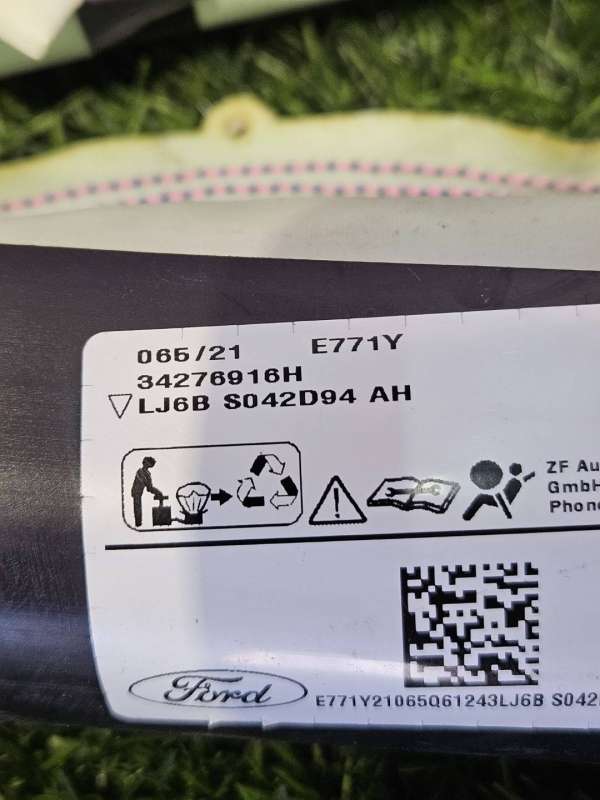 065/21 E771Y
34276916H
LJ6B S042D94 AH
ZF Au
GmbH
Phone
Ford
E771Y21065Q61243LJ6B S042